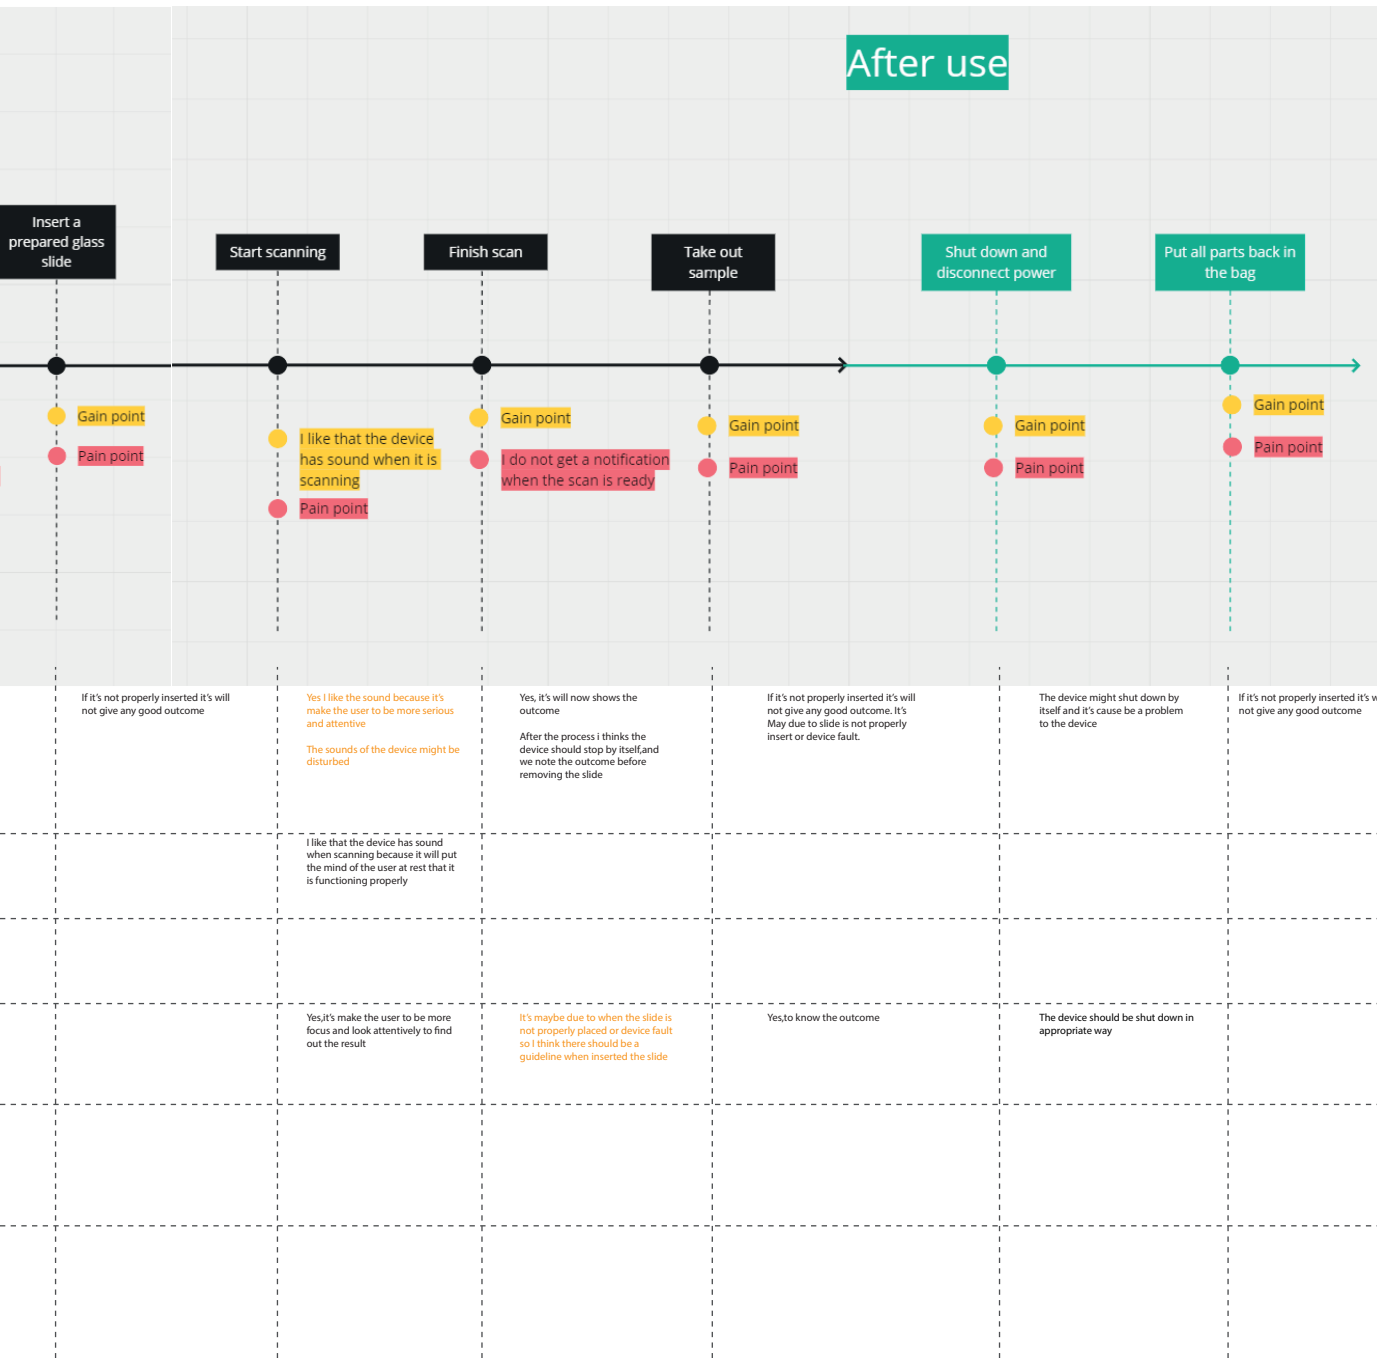 After use
Insert a
prepared glass
slide
Start scanning
Finish scan
Take out
sample
Shut down and
disconnect power
Put all parts back in
the bag
Gain point
Pain point
I like that the device
has sound when it is
scanning
Pain point
Gain point
I do not get a notification
when the scan is ready
Gain point
Pain point
Gain point
Pain point
Gain point
Pain point
If it's not properly inserted it's will
not give any good outcome
Yes I like the sound because it's
make the user to be more serious
and attentive
The sounds of the device might be
disturbed
Yes, it's will now shows the
outcome
After the process i thinks the
device should stop by itself,and
we note the outcome before
removing the slide
If it's not properly inserted it's will
not give any good outcome. It's
May due to slide is not properly
insert or device fault.
The device might shut down by
itself and it's cause be a problem
to the device
If it's not properly inserted it's
not give any good outcome
I like that the device has sound
when scanning because it will put
the mind of the user at rest that it
is functioning properly
Yes,it's make the user to be more
focus and look attentively to find
out the result
It's maybe due to when the slide is
not properly placed or device fault
so I think there should be a
guideline when inserted the slide
Yes,to know the outcome
The device should be shut down in
appropriate way